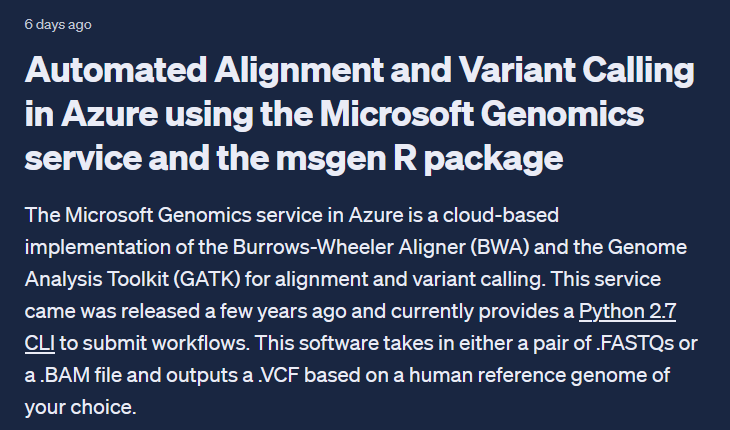 6 days ago
Automated Alignment and Variant Calling
in Azure using the Microsoft Genomics
service and the msgen R package
The Microsoft Genomics service in Azure is a cloud-based
implementation of the Burrows-Wheeler Aligner (BWA) and the Genome
Analysis Toolkit (GATK) for alignment and variant calling. This service
came was released a few years ago and currently provides a Python 2.7
CLI to submit workflows. This software takes in either a pair of .FASTQs or
a .BAM file and outputs a .VCF based on a human reference genome of
your choice.